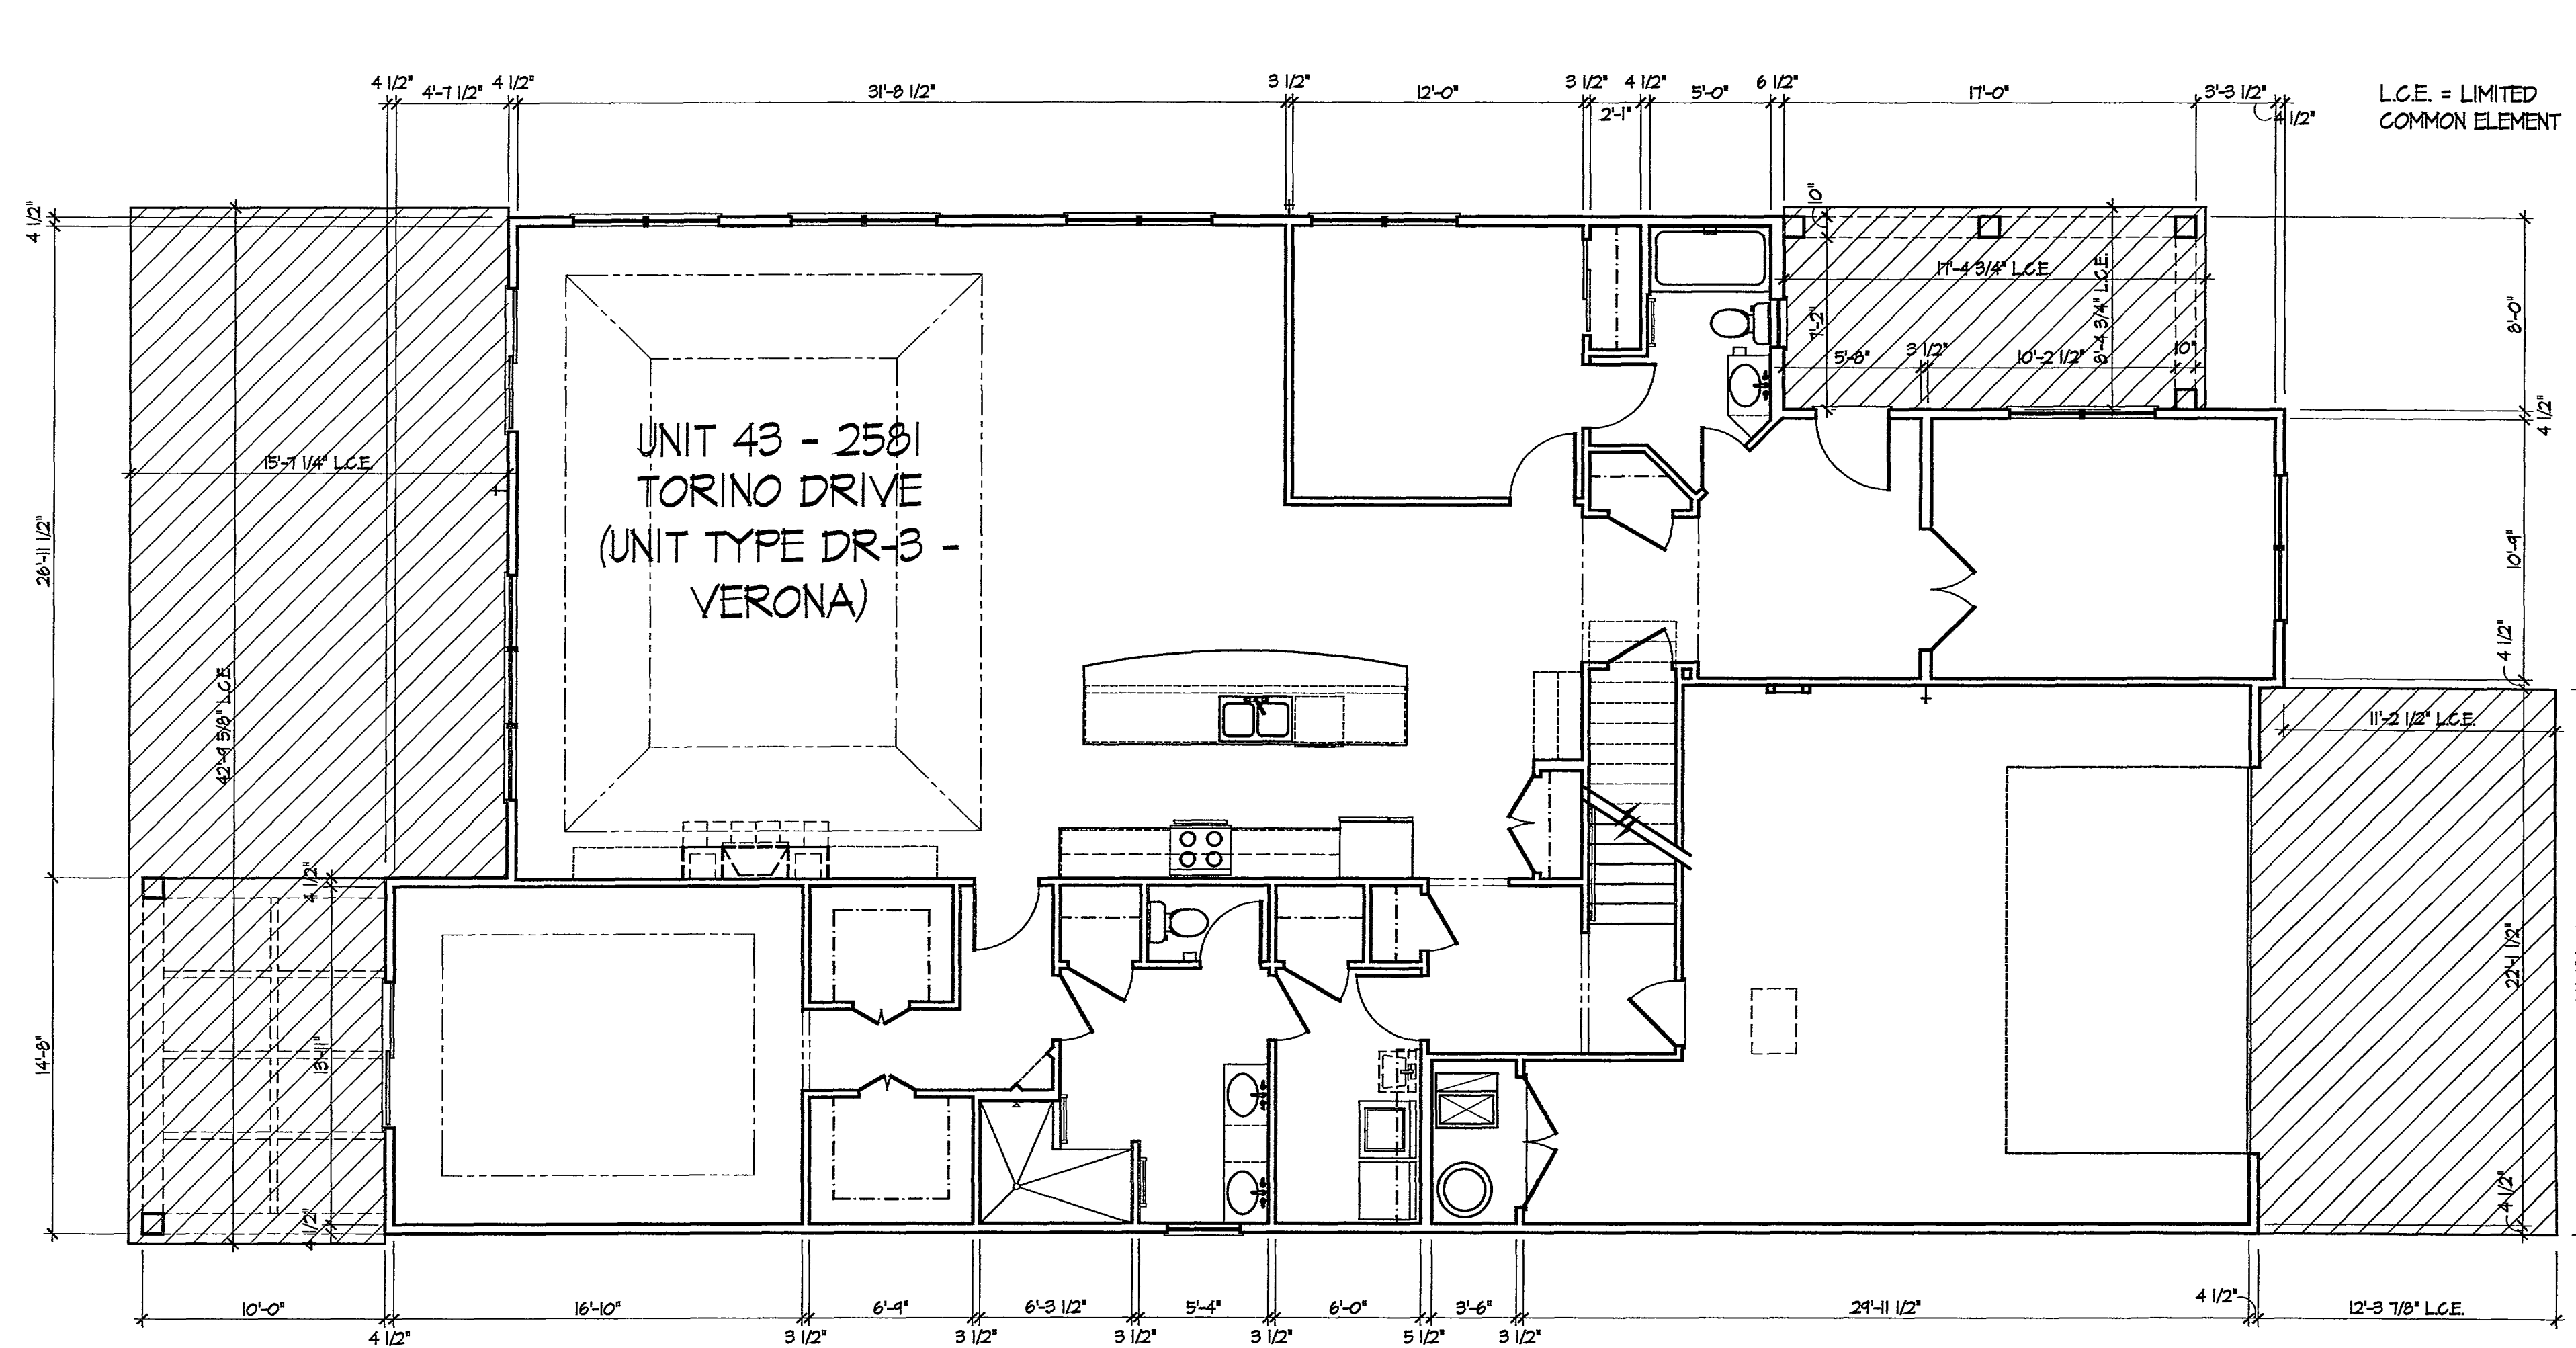 4 1/2" 4'-7 1/2" 4 1/2" 31'-8 1/2" 3 1/2" 12'-0" 3 1/2" 2'-1" 4 1/2" 5'-0" 6 1/2" 17'-0" 3'-3 1/2" 4 1/2"
L.C.E. = LIMITED
COMMON ELEMENT
4 1/2"
10"
17'-4 3/4" L.C.E.
8'-4 3/4" L.C.E.
7'-2"
8'-0"
5'-8" 3 1/2" 10'-2 1/2" 10"
4 1/2"
UNIT 43 - 2581
TORINO DRIVE
(UNIT TYPE DR-3 -
VERONA)
15'-7 1/4" L.C.E.
26'-11 1/2"
10'-9"
4 1/2"
42'-9 5/8" L.C.E.
11'-2 1/2" L.C.E.
4 1/2"
22'-1 1/2"
14'-8"
13'-11"
4 1/2"
4 1/2"
10'-0" 16'-10" 6'-9" 6'-3 1/2" 5'-4" 6'-0" 3'-6" 29'-11 1/2" 4 1/2" 12'-3 7/8" L.C.E.
4 1/2" 3 1/2" 3 1/2" 3 1/2" 3 1/2" 5 1/2" 3 1/2"